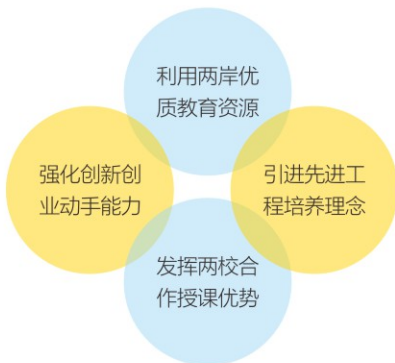 利用两岸优
质教育资源
强化创新创
业动手能力
引进先进工
程培养理念
发挥两校合
作授课优势